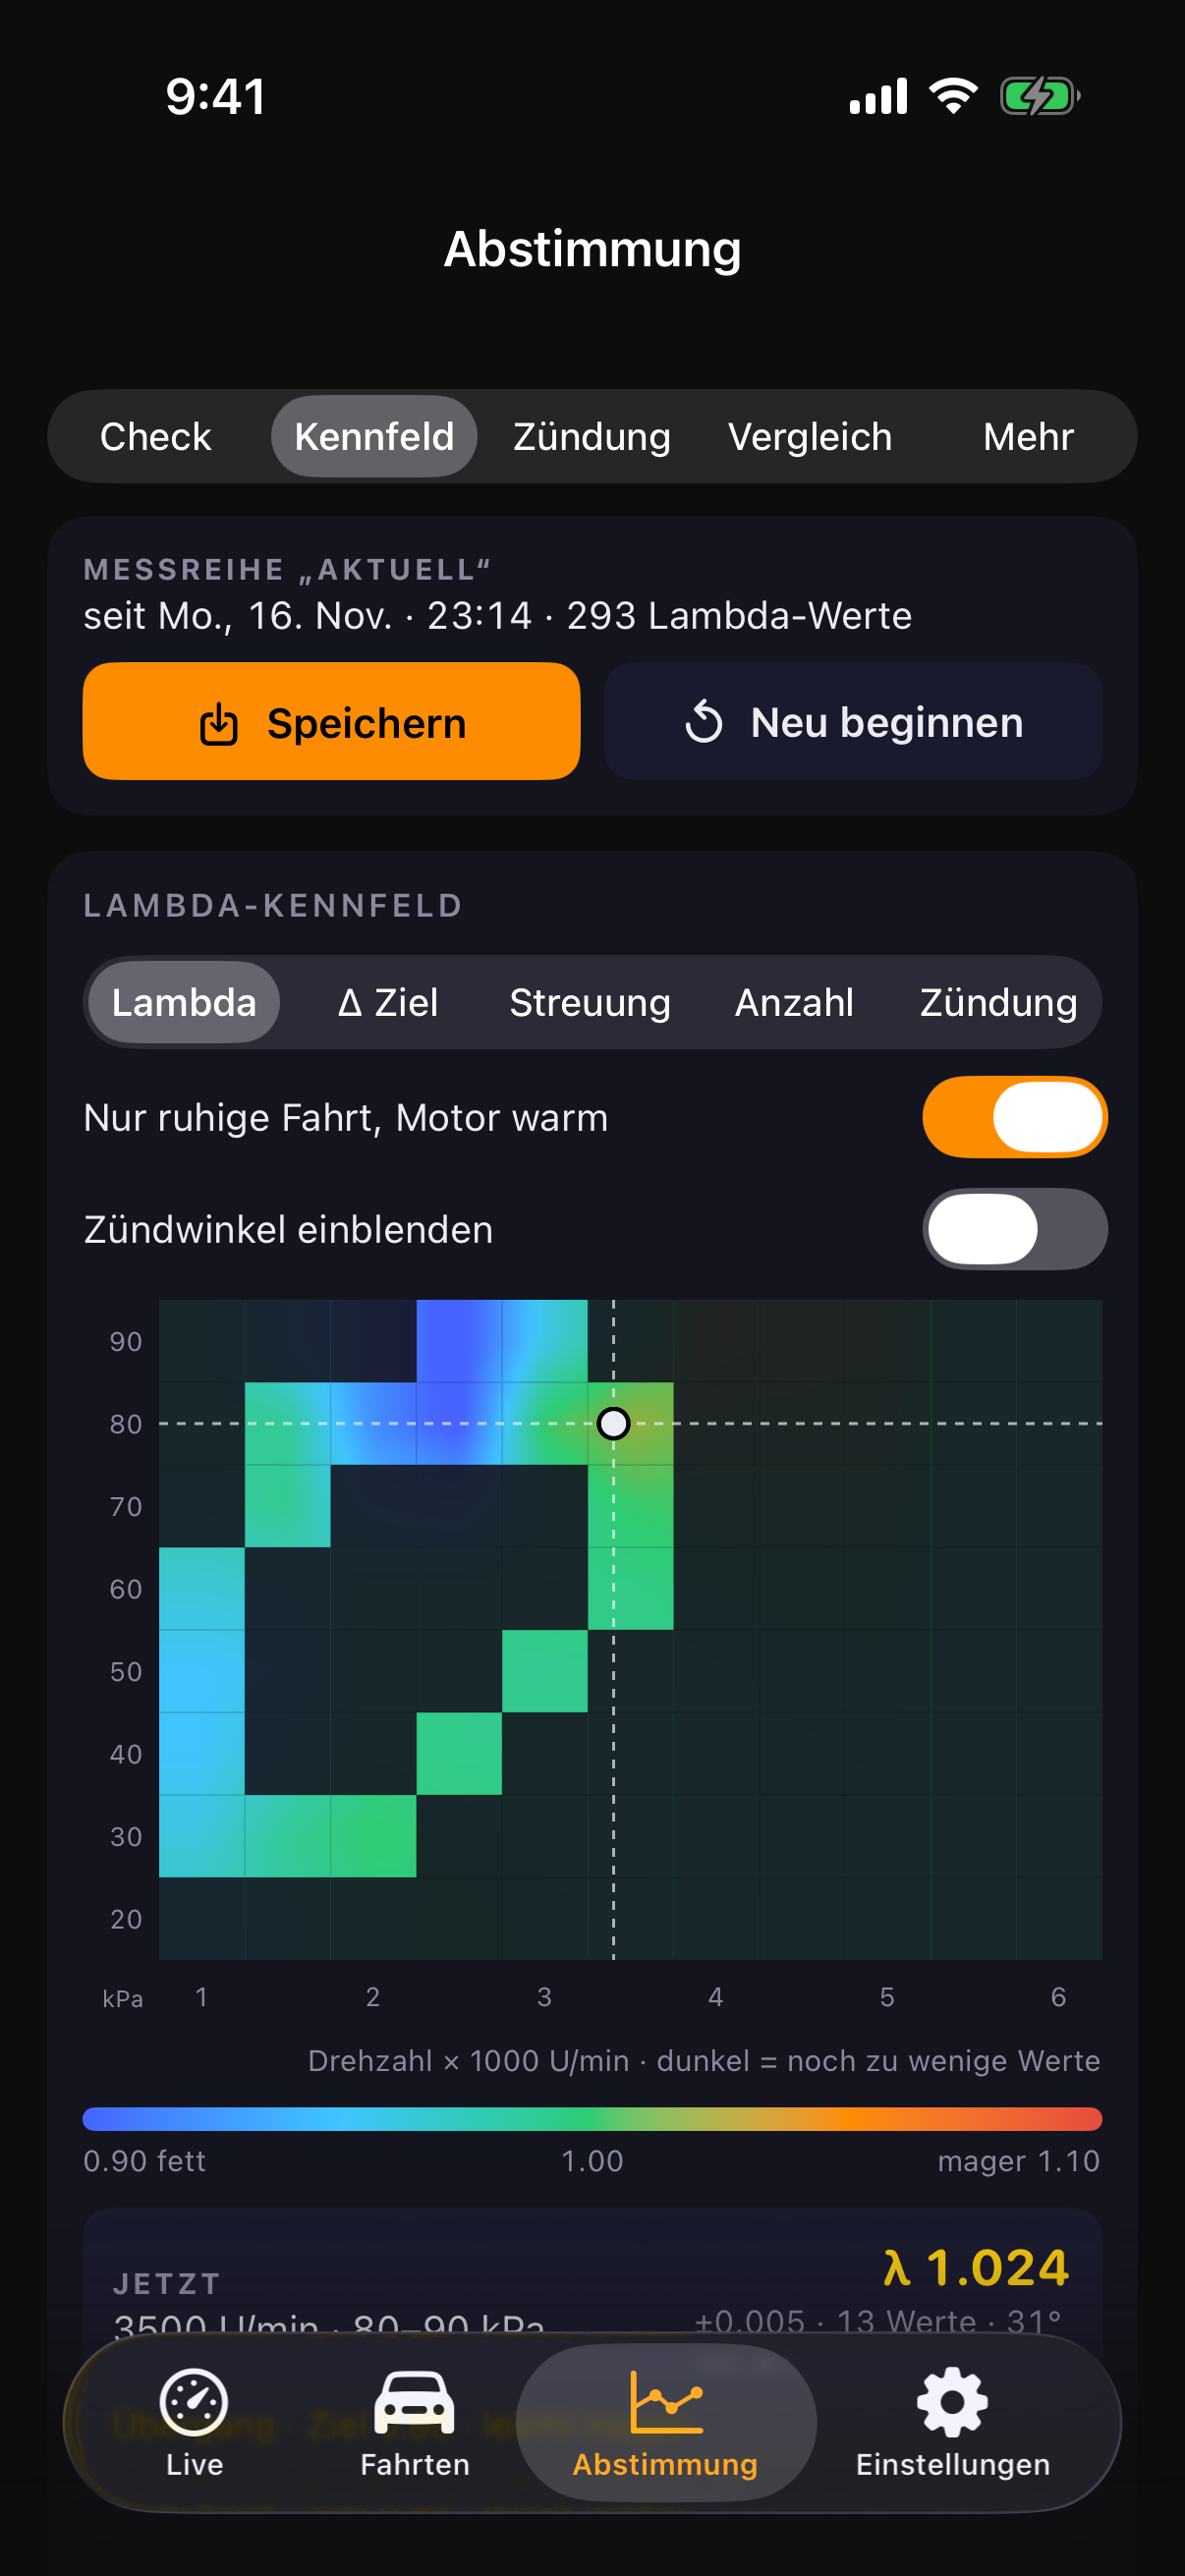 9:41
Abstimmung
Check Kennfeld Zündung Vergleich Mehr
MESSREIHE „AKTUELL“
seit Mo., 16. Nov. · 23:14 · 293 Lambda-Werte
Speichern Neu beginnen
LAMBDA-KENNFELD
Lambda Δ Ziel Streuung Anzahl Zündung
Nur ruhige Fahrt, Motor warm
Zündwinkel einblenden
90
80
70
60
50
40
30
20
kPa 1 2 3 4 5 6
Drehzahl × 1000 U/min · dunkel = noch zu wenige Werte
0.90 fett 1.00 mager 1.10
λ 1.024
JETZT
3500 U/min · 80–90 kPa ±0.005 · 13 Werte · 31°
Live Fahrten Abstimmung Einstellungen